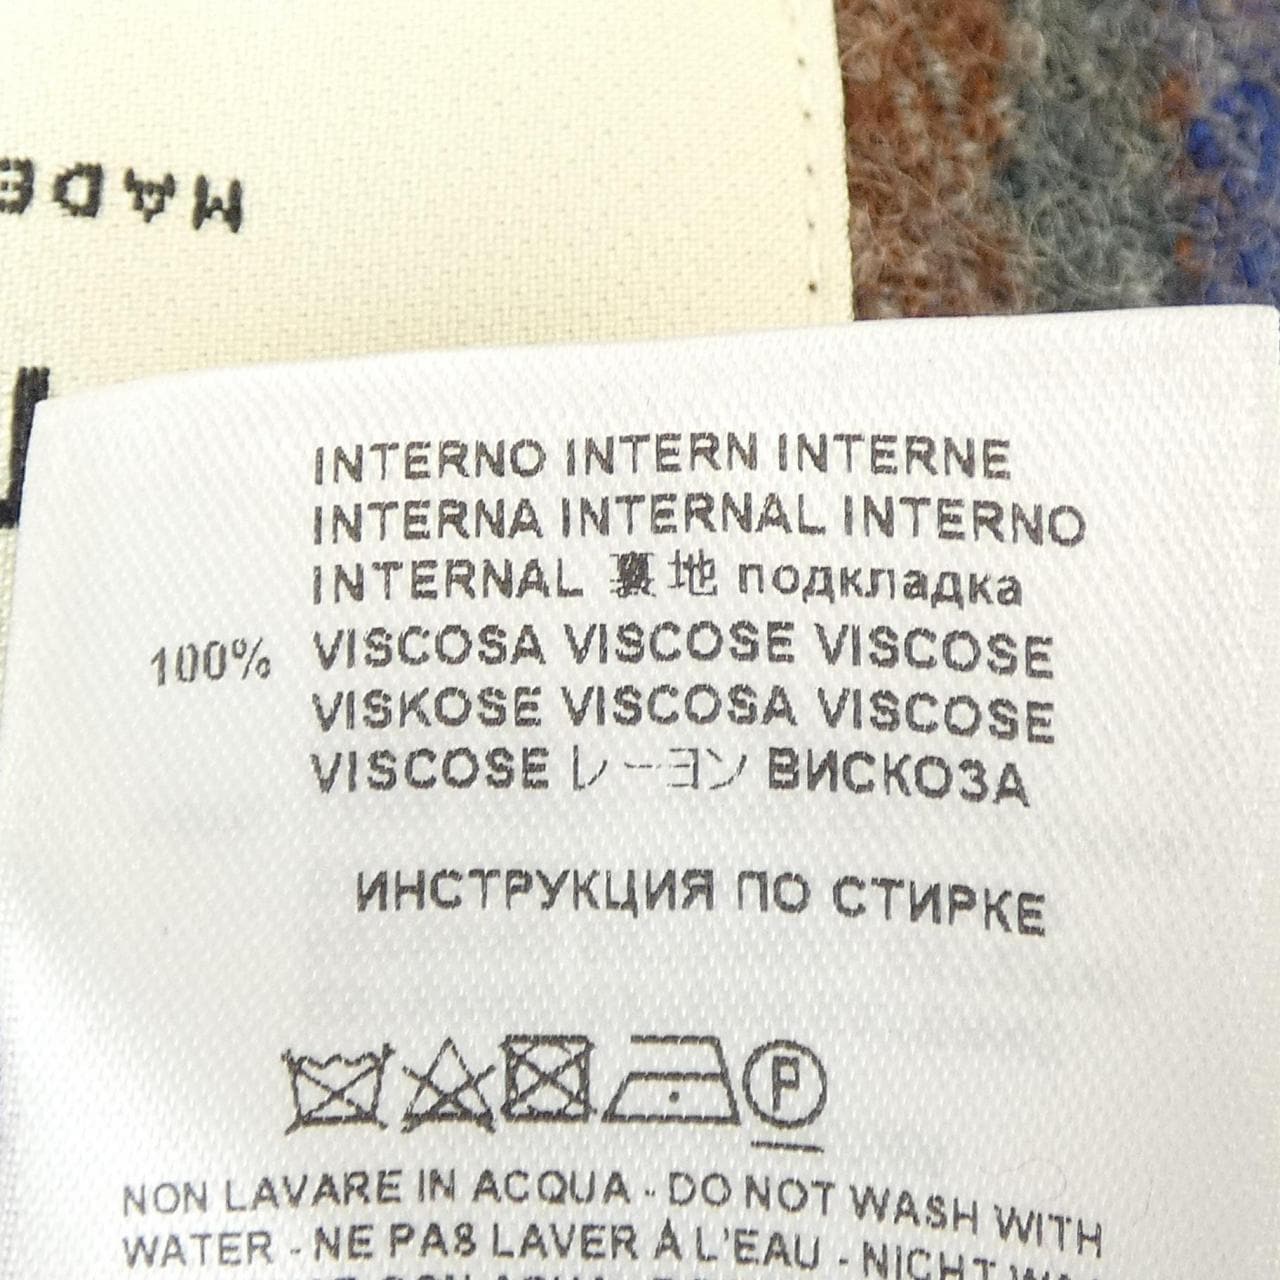 MADE
INTERNO INTERN INTERNE
INTERNA INTERNAL INTERNO
INTERNAL 裏地 подкладка
100% VISCOSA VISCOSE VISCOSE
VISKOSE VISCOSA VISCOSE
VISCOSE レーヨン ВИСКОЗА
ИНСТРУКЦИЯ ПО СТИРКЕ
P
NON LAVARE IN ACQUA - DO NOT WASH WITH
WATER - NE PAS LAVER À L'EAU - NICHT